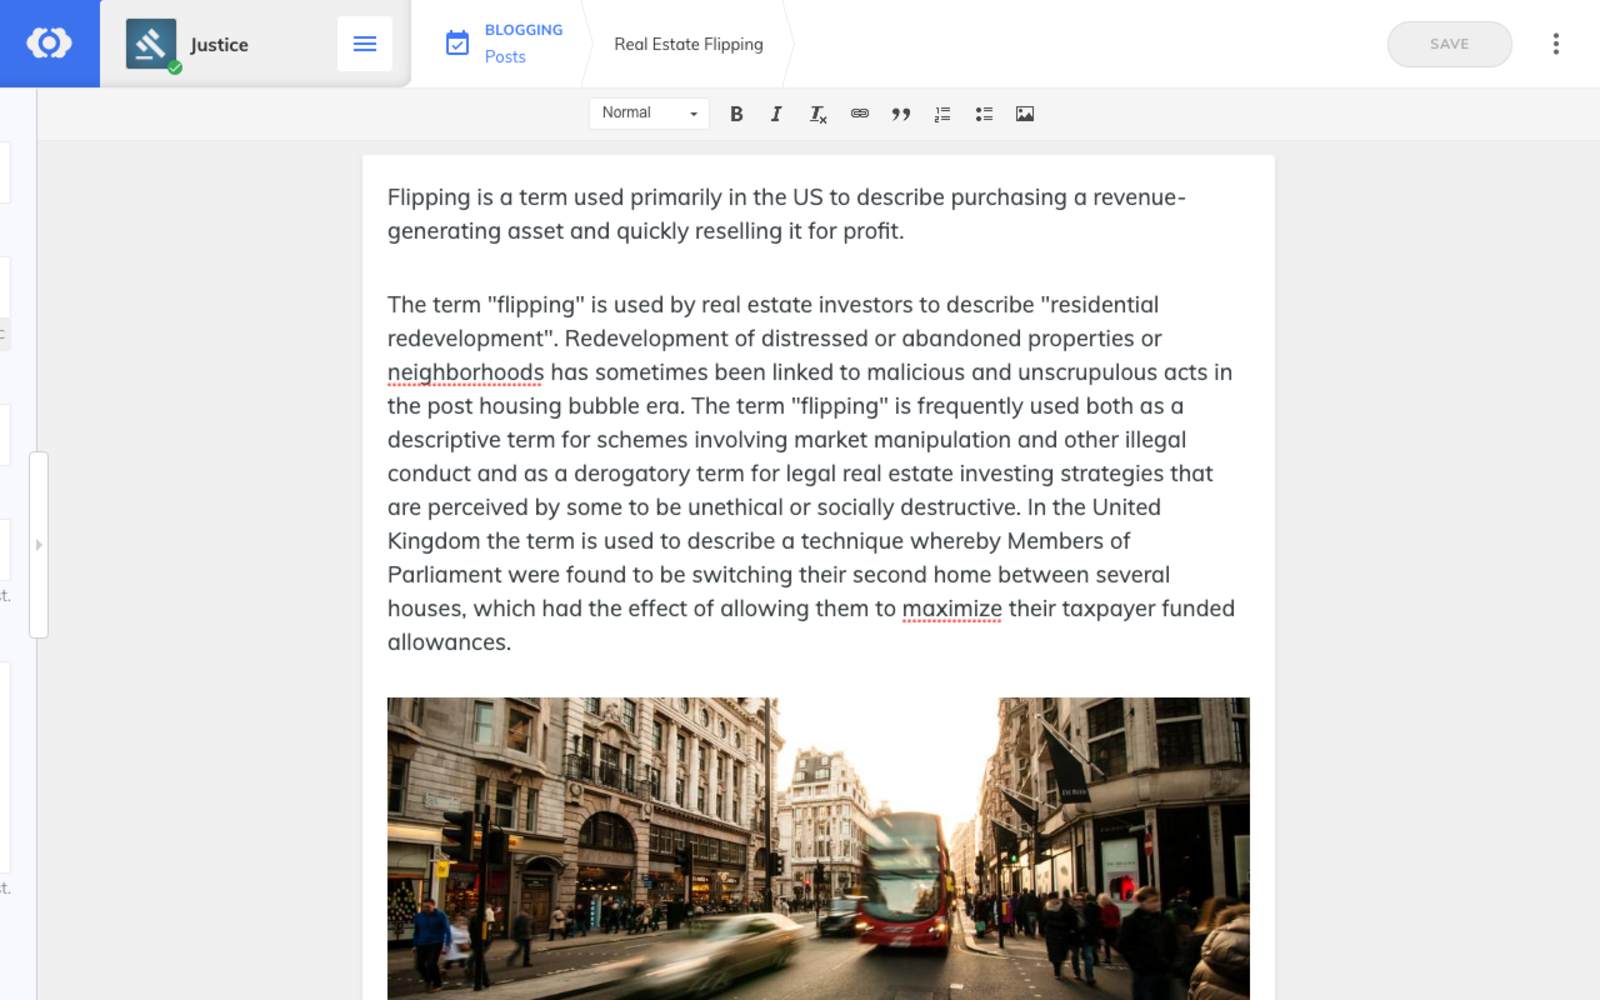 Justice
BLOGGING
Posts
Real Estate Flipping
SAVE
Normal
Flipping is a term used primarily in the US to describe purchasing a revenue-
generating asset and quickly reselling it for profit.
The term "flipping" is used by real estate investors to describe "residential
redevelopment". Redevelopment of distressed or abandoned properties or
neighborhoods has sometimes been linked to malicious and unscrupulous acts in
the post housing bubble era. The term "flipping" is frequently used both as a
descriptive term for schemes involving market manipulation and other illegal
conduct and as a derogatory term for legal real estate investing strategies that
are perceived by some to be unethical or socially destructive. In the United
Kingdom the term is used to describe a technique whereby Members of
Parliament were found to be switching their second home between several
houses, which had the effect of allowing them to maximize their taxpayer funded
allowances.
st.
st.